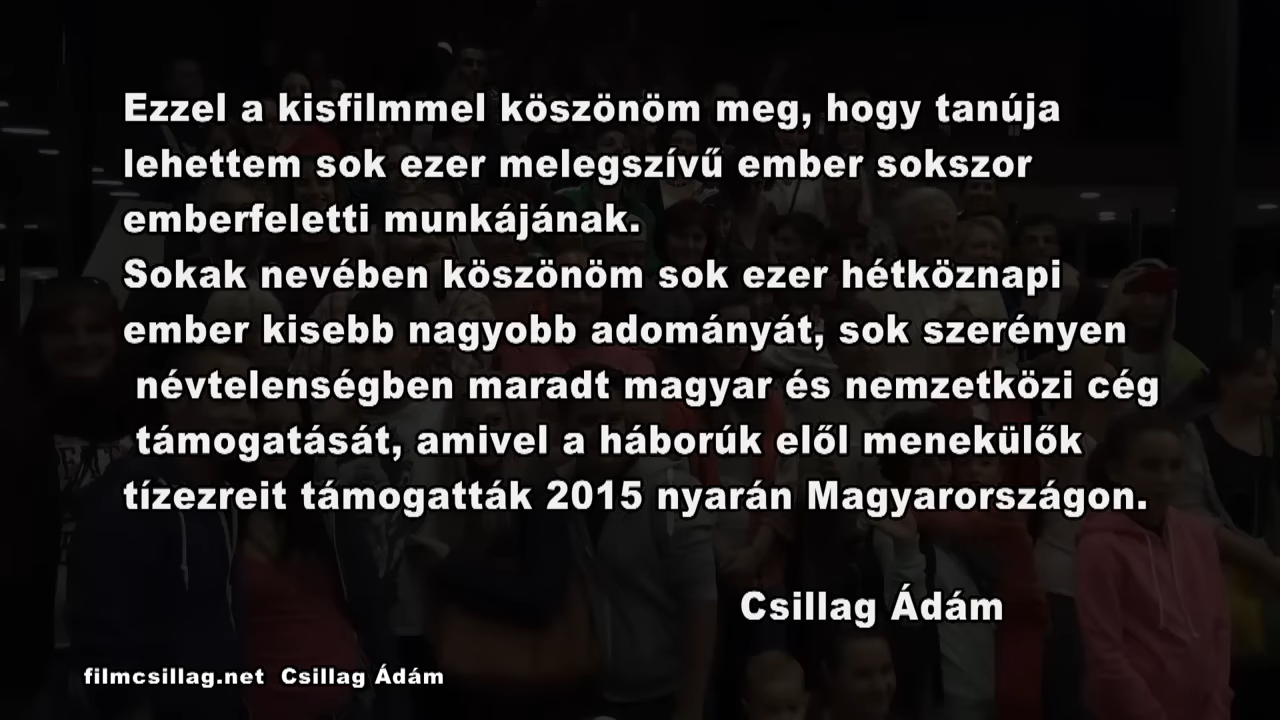 Ezzel a kisfilmmel köszönöm meg, hogy tanúja
lehettem sok ezer melegszívű ember sokszor
emberfeletti munkájának.
Sokak nevében köszönöm sok ezer hétköznapi
ember kisebb nagyobb adományát, sok szerényen
névtelenségben maradt magyar és nemzetközi cég
támogatását, amivel a háborúk elől menekülők
tízezreit támogatták 2015 nyarán Magyarországon.
Csillag Ádám
filmcsillag.net Csillag Ádám